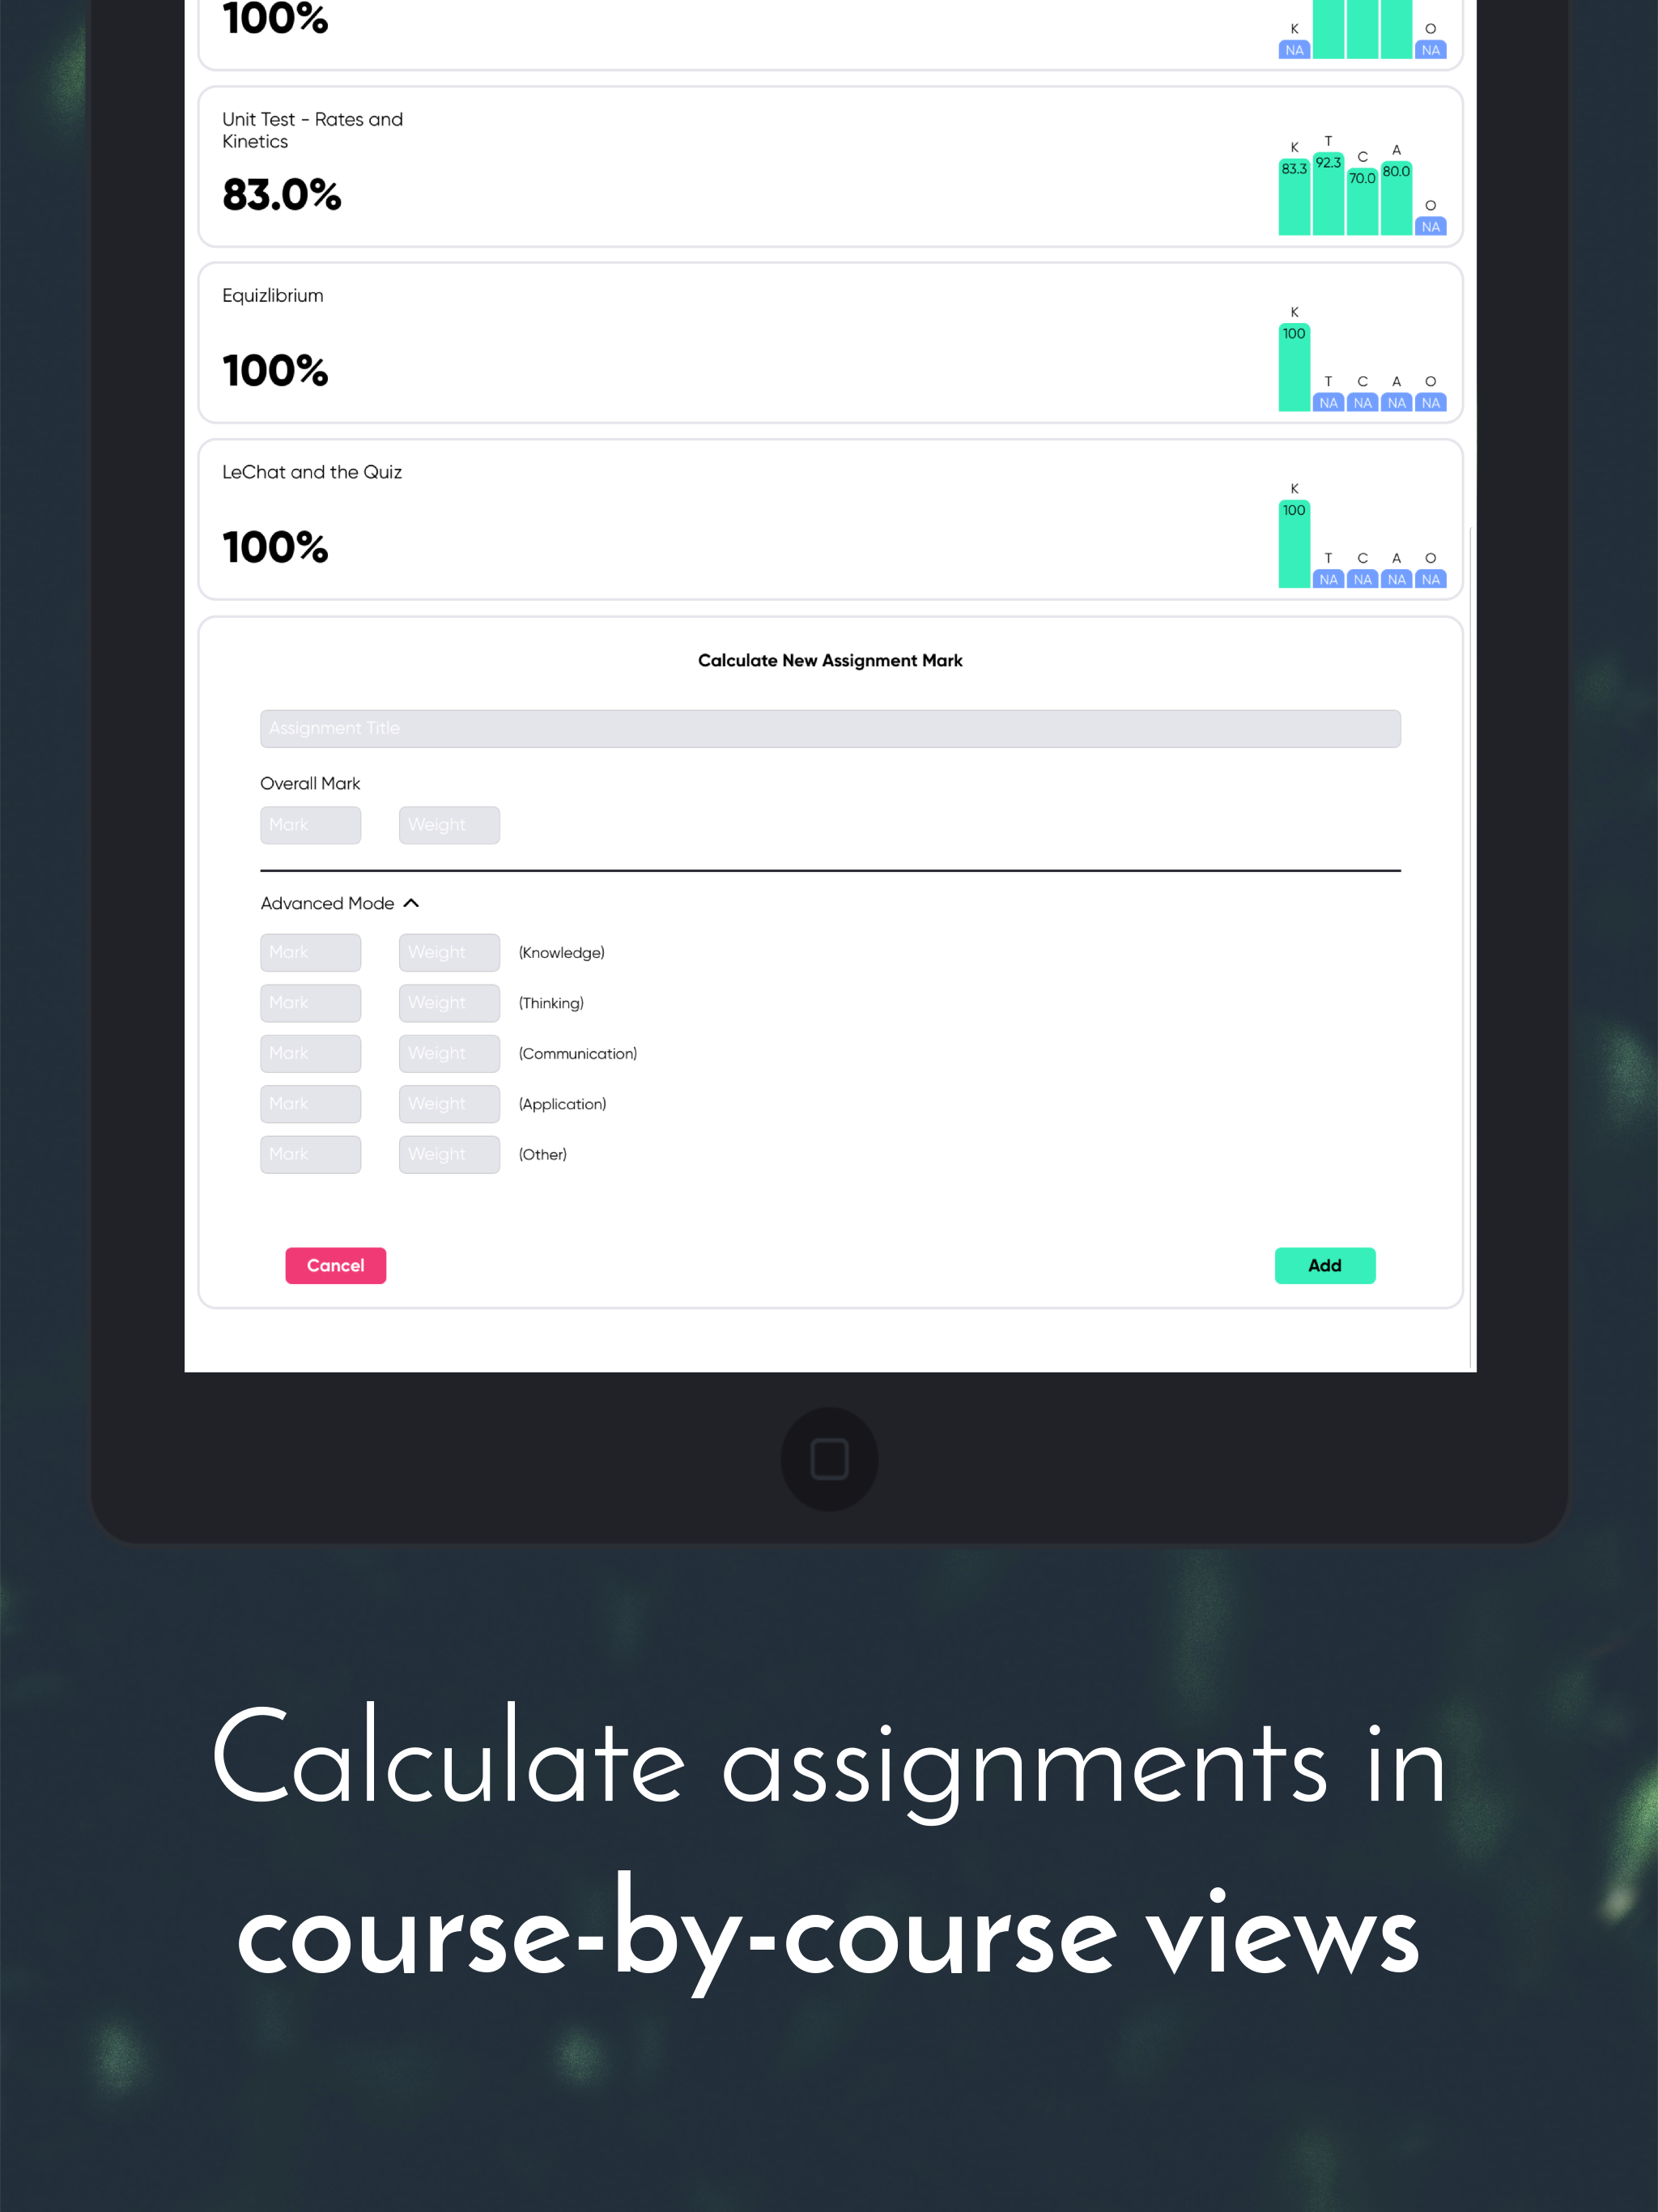 100%
K O
NA NA
Unit Test - Rates and
Kinetics
83.0%
K T C A O
83.3 92.3 70.0 80.0 NA
Equizlibrium
100%
K T C A O
100 NA NA NA NA
LeChat and the Quiz
100%
K T C A O
100 NA NA NA NA
Calculate New Assignment Mark
Assignment Title
Overall Mark
Mark Weight
Advanced Mode
Mark Weight (Knowledge)
Mark Weight (Thinking)
Mark Weight (Communication)
Mark Weight (Application)
Mark Weight (Other)
Cancel Add
Calculate assignments in
course-by-course views